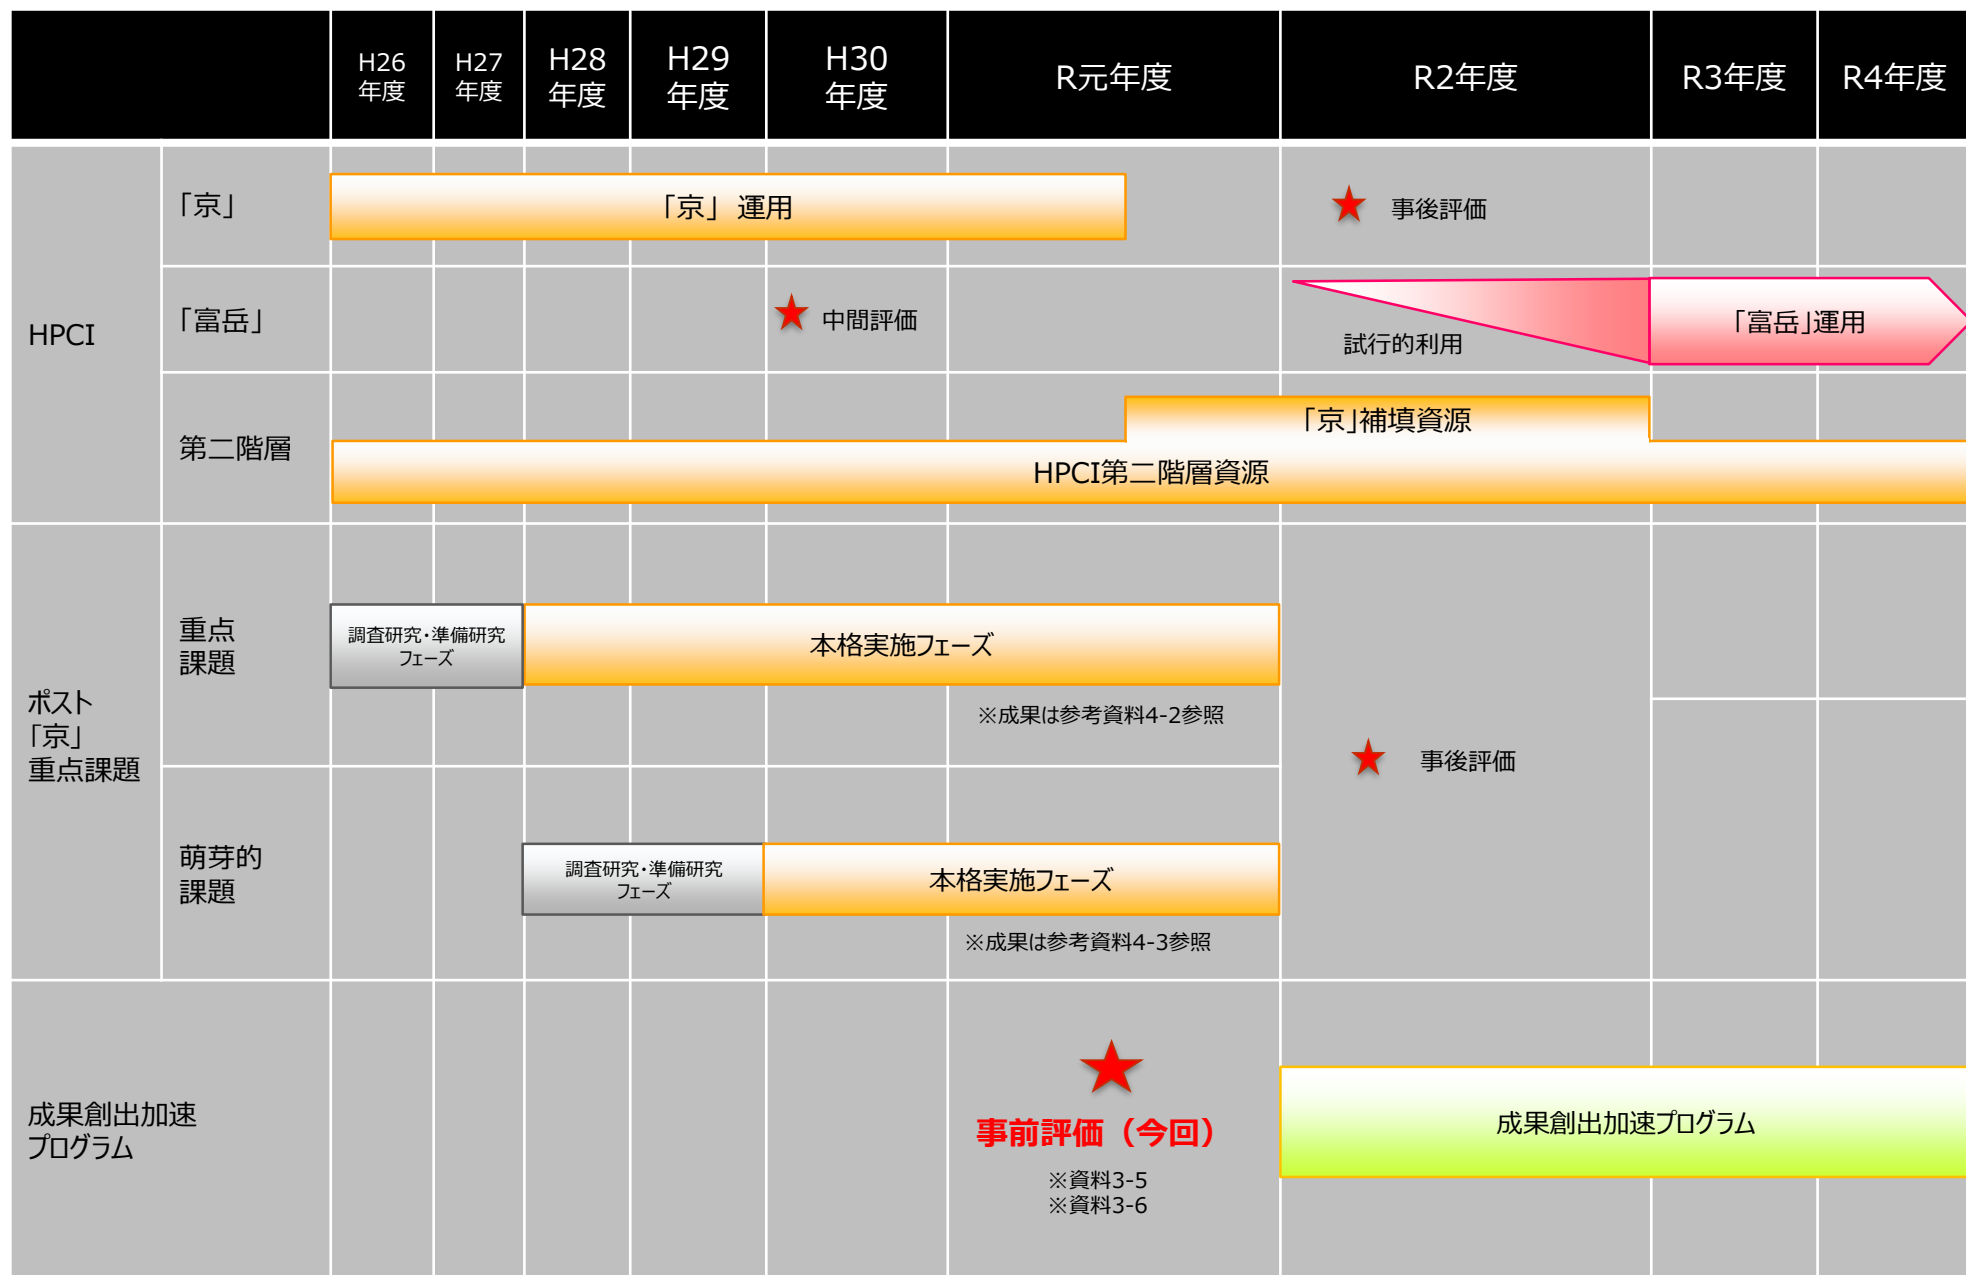 H26
年度
H27
年度
H28
年度
H29
年度
H30
年度
R元年度
R2年度
R3年度
R4年度
HPCI
「京」
「京」 運用
事後評価
「富岳」
中間評価
試行的利用
「富岳」運用
第二階層
「京」補填資源
HPCI第二階層資源
ポスト
「京」
重点課題
重点
課題
調査研究・準備研究
フェーズ
本格実施フェーズ
※成果は参考資料4-2参照
事後評価
萌芽的
課題
調査研究・準備研究
フェーズ
本格実施フェーズ
※成果は参考資料4-3参照
成果創出加速
プログラム
事前評価（今回）
※資料3-5
※資料3-6
成果創出加速プログラム